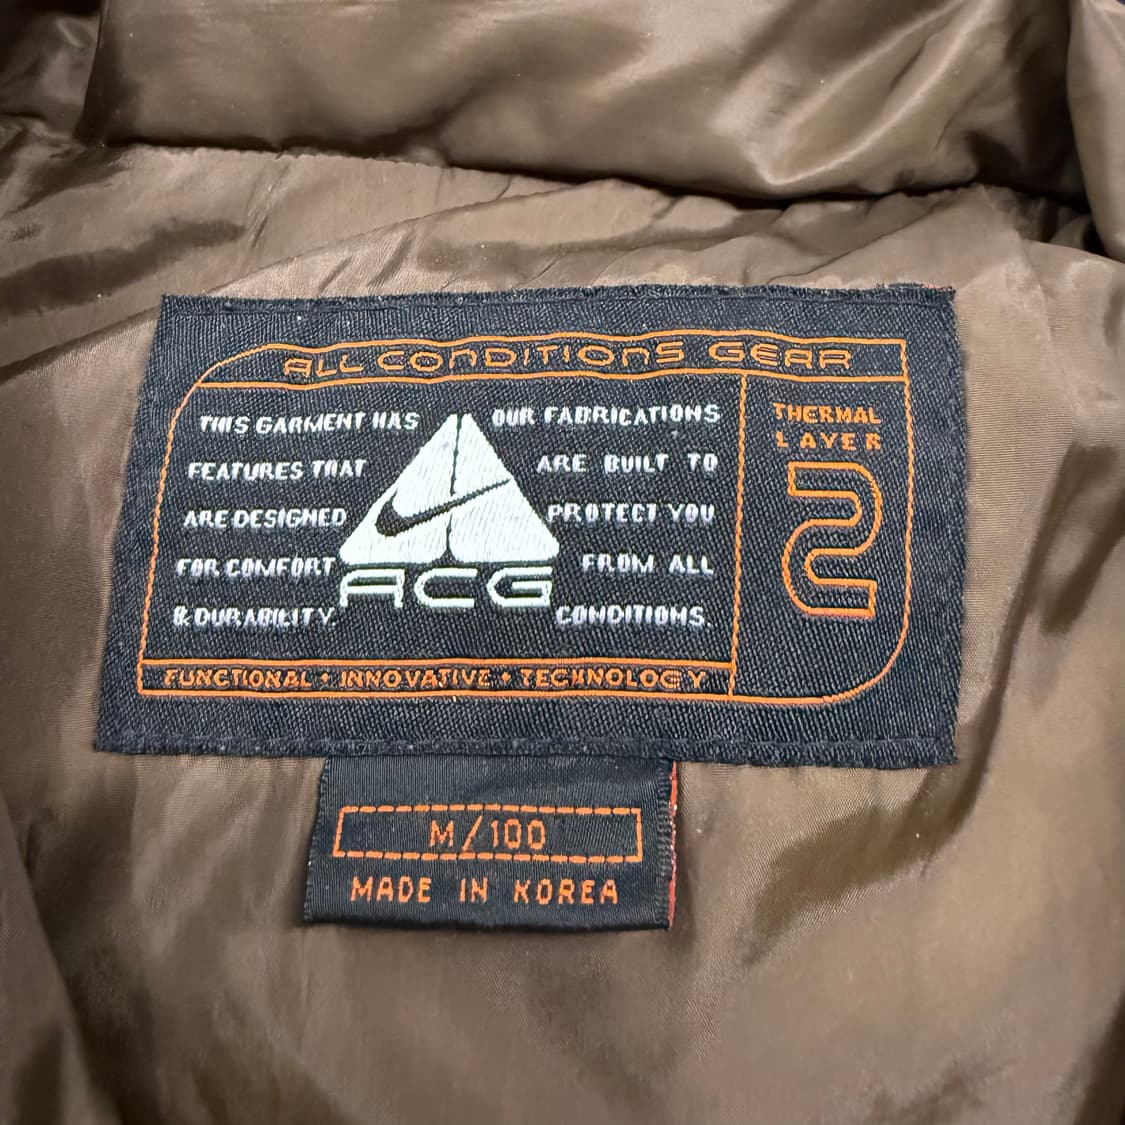 ALL CONDITIONS GEAR
THIS GARMENT HAS
FEATURES THAT
ARE DESIGNED
FOR COMFORT
& DURABILITY.
ACG
OUR FABRICATIONS
ARE BUILT TO
PROTECT YOU
FROM ALL
CONDITIONS.
THERMAL
LAYER
2
FUNCTIONAL • INNOVATIVE • TECHNOLOGY
M/100
MADE IN KOREA